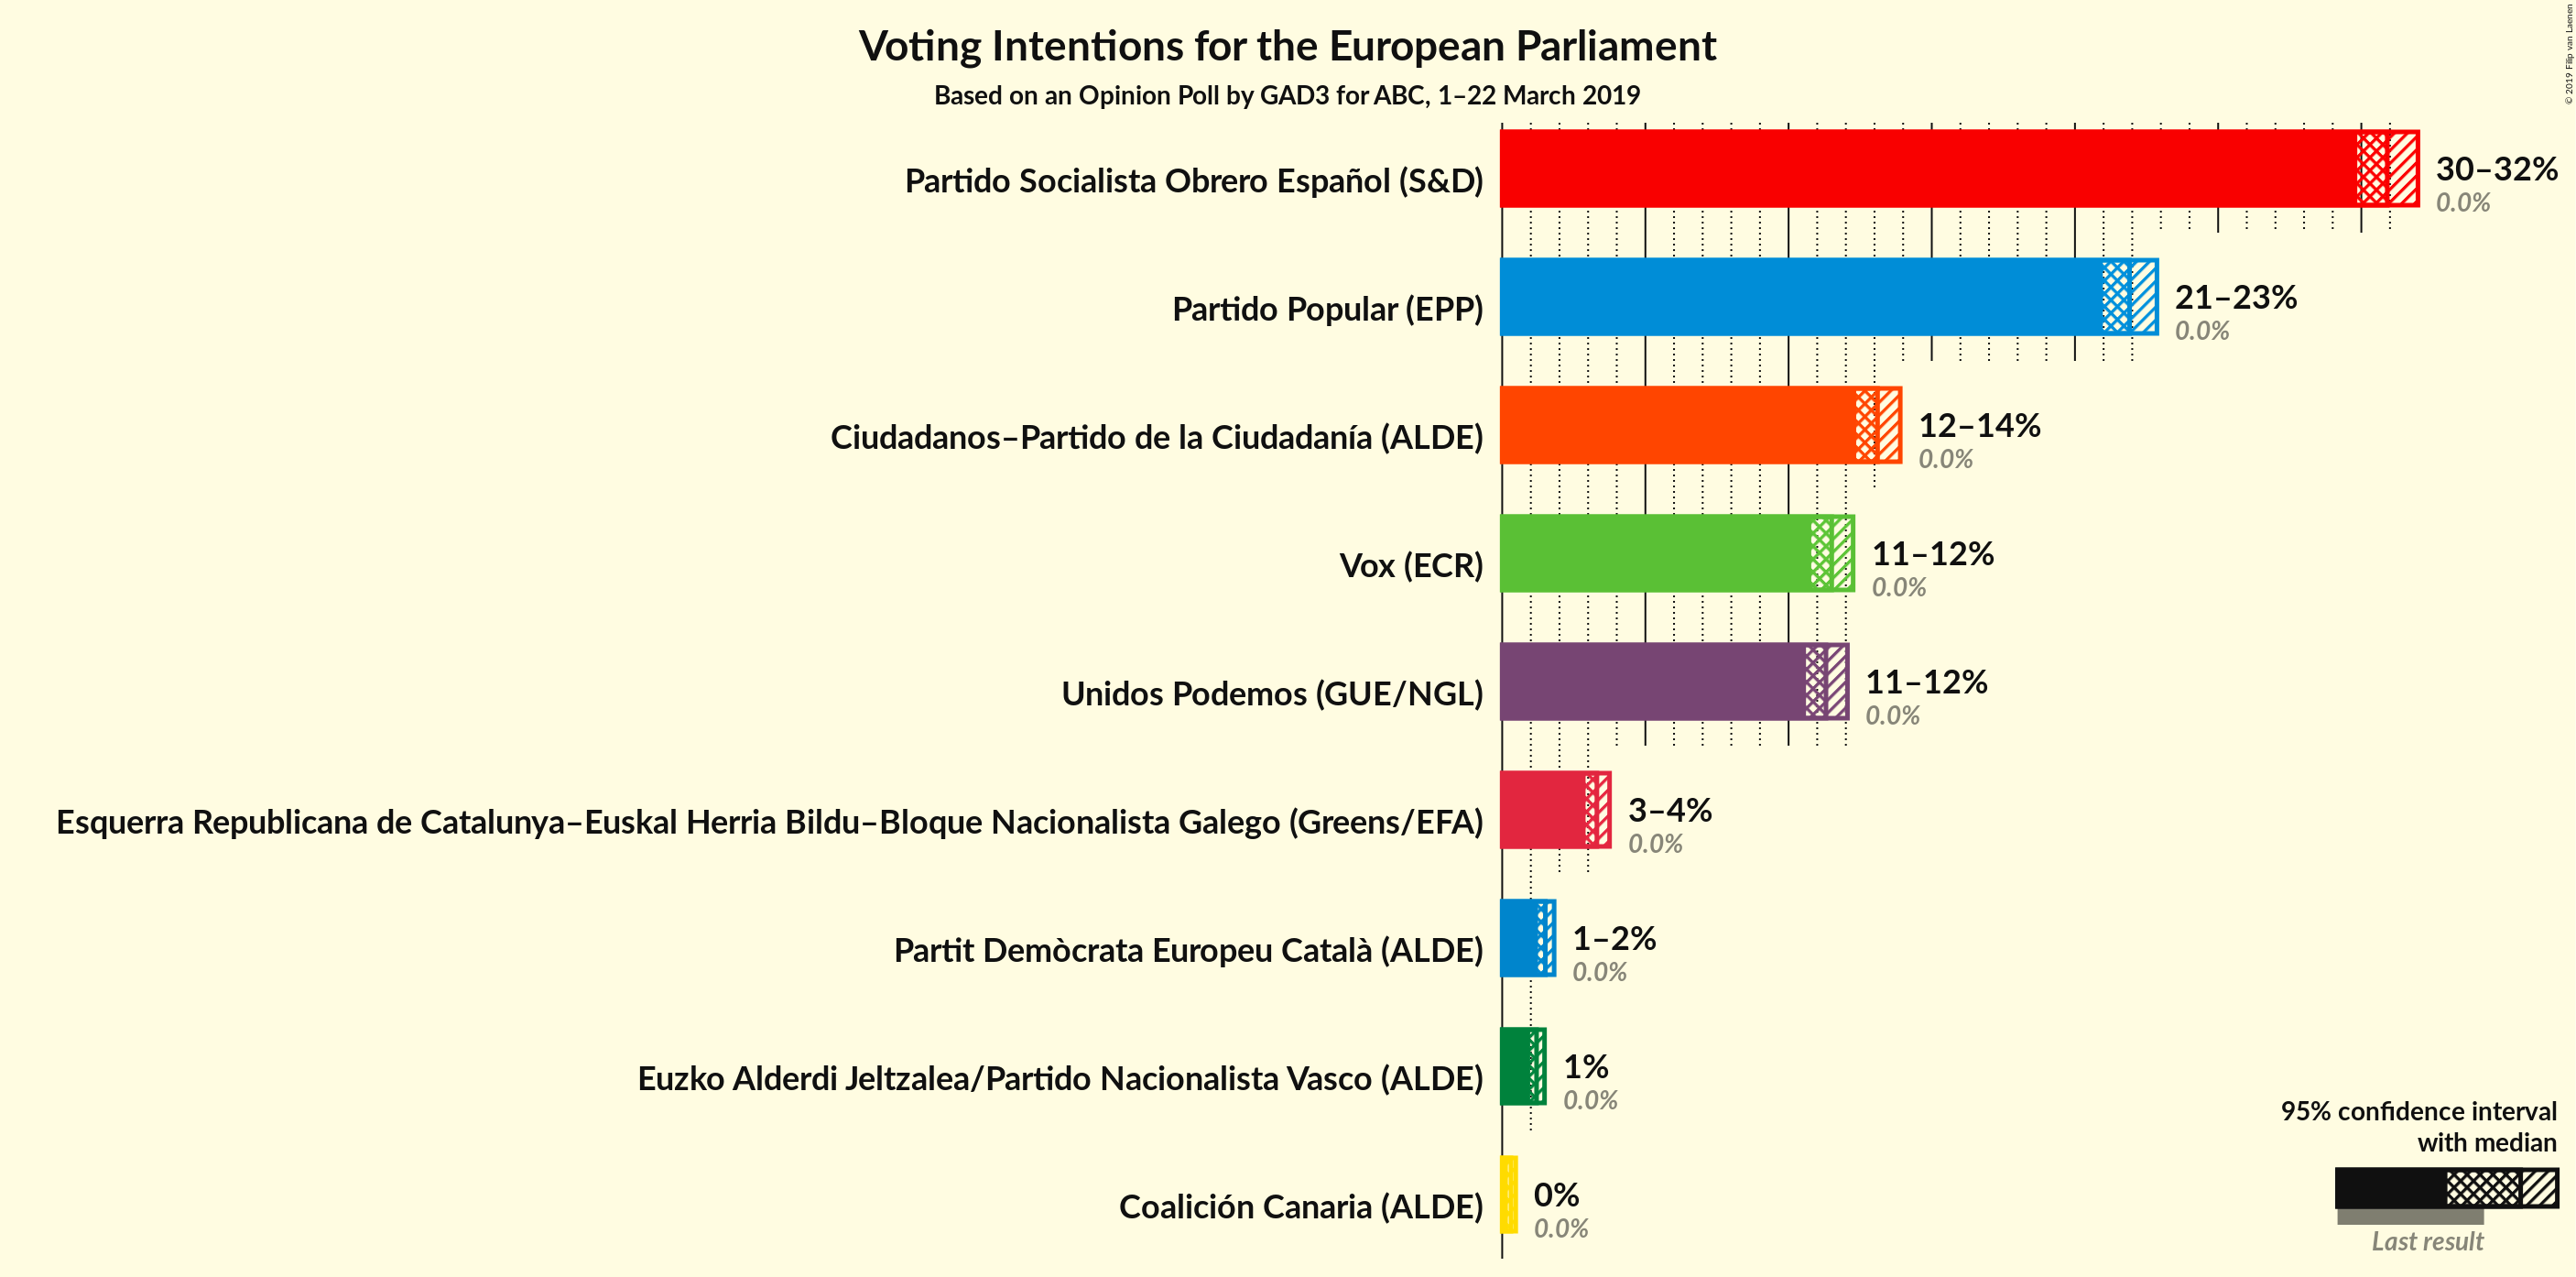 Voting Intentions for the European Parliament
Based on an Opinion Poll by GAD3 for ABC, 1–22 March 2019
© 2019 Filip van Laenen
Partido Socialista Obrero Español (S&D)
30–32%
0.0%
Partido Popular (EPP)
21–23%
0.0%
Ciudadanos–Partido de la Ciudadanía (ALDE)
12–14%
0.0%
Vox (ECR)
11–12%
0.0%
Unidos Podemos (GUE/NGL)
11–12%
0.0%
Esquerra Republicana de Catalunya–Euskal Herria Bildu–Bloque Nacionalista Galego (Greens/EFA)
3–4%
0.0%
Partit Demòcrata Europeu Català (ALDE)
1–2%
0.0%
Euzko Alderdi Jeltzalea/Partido Nacionalista Vasco (ALDE)
1%
0.0%
Coalición Canaria (ALDE)
0%
0.0%
95% confidence interval
with median
Last result